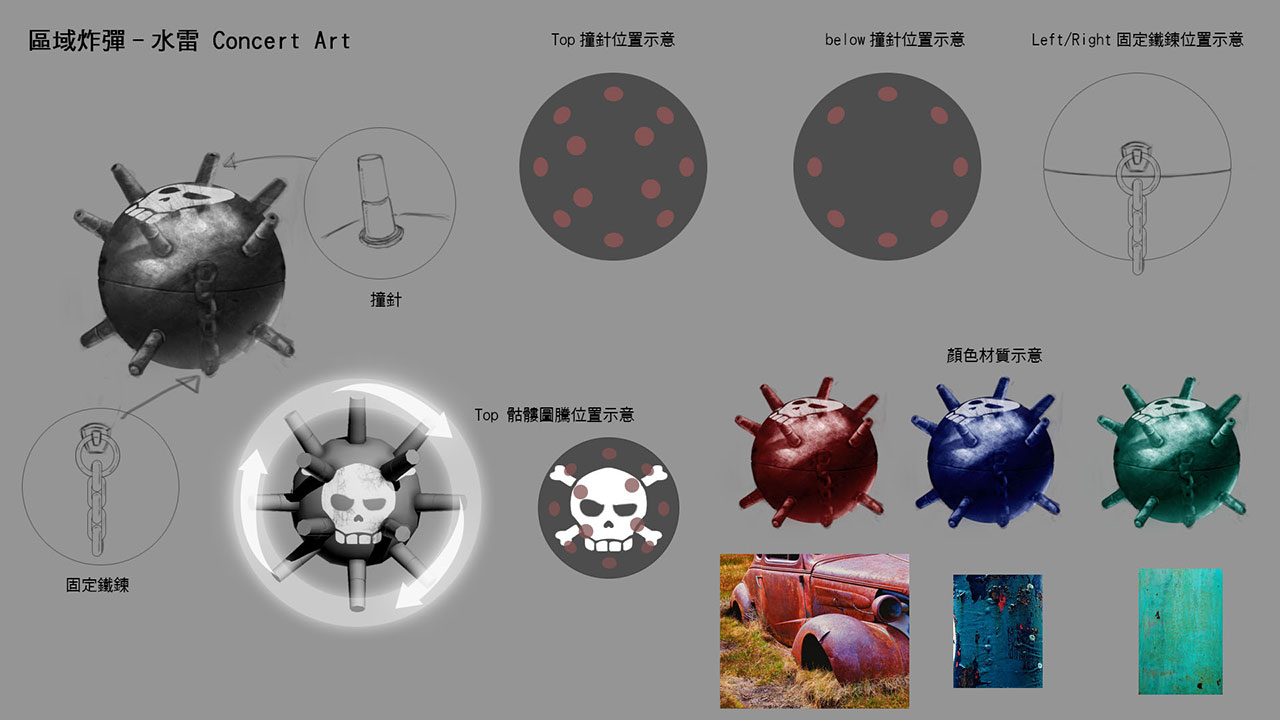 區域炸彈-水雷 Concert Art
Top 撞針位置示意
below 撞針位置示意
Left/Right 固定鐵鍊位置示意
撞針
顏色材質示意
Top 骷髏圖騰位置示意
固定鐵鍊